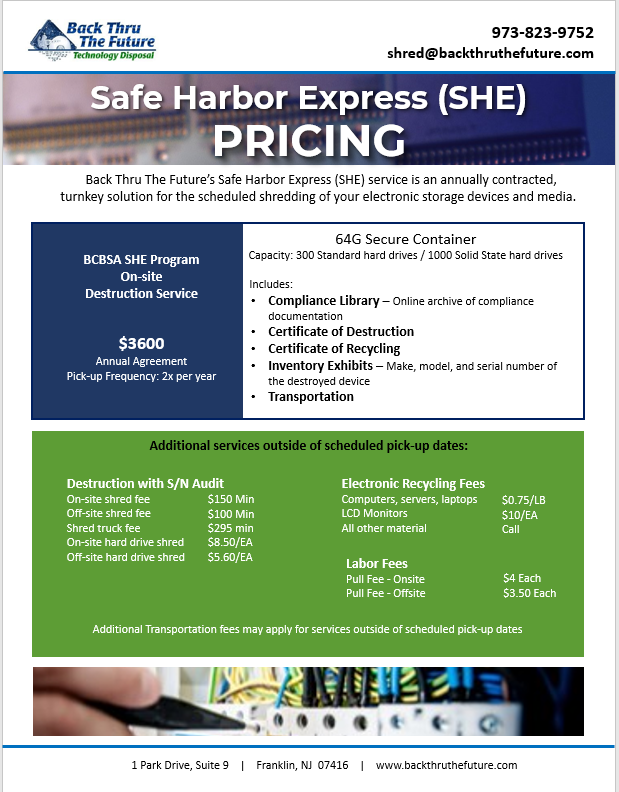 Back Thru
The Future
Technology Disposal
973-823-9752
shred@backthruthefuture.com
Safe Harbor Express (SHE)
PRICING
Back Thru The Future's Safe Harbor Express (SHE) service is an annually contracted,
turnkey solution for the scheduled shredding of your electronic storage devices and media.
BCBSA SHE Program
On-site
Destruction Service
$3600
Annual Agreement
Pick-up Frequency: 2x per year
64G Secure Container
Capacity: 300 Standard hard drives / 1000 Solid State hard drives
Includes:
• Compliance Library – Online archive of compliance
documentation
• Certificate of Destruction
• Certificate of Recycling
• Inventory Exhibits – Make, model, and serial number of
the destroyed device
• Transportation
Additional services outside of scheduled pick-up dates:
Destruction with S/N Audit
On-site shred fee $150 Min
Off-site shred fee $100 Min
Shred truck fee $295 min
On-site hard drive shred $8.50/EA
Off-site hard drive shred $5.60/EA
Electronic Recycling Fees
Computers, servers, laptops $0.75/LB
LCD Monitors $10/EA
All other material Call
Labor Fees
Pull Fee - Onsite $4 Each
Pull Fee - Offsite $3.50 Each
Additional Transportation fees may apply for services outside of scheduled pick-up dates
1 Park Drive, Suite 9 | Franklin, NJ 07416 | www.backthruthefuture.com